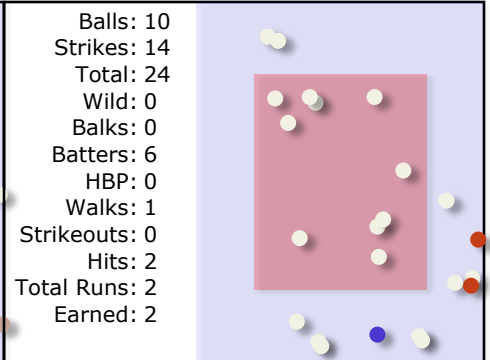 Balls: 10
Strikes: 14
Total: 24
Wild: 0
Balks: 0
Batters: 6
HBP: 0
Walks: 1
Strikeouts: 0
Hits: 2
Total Runs: 2
Earned: 2